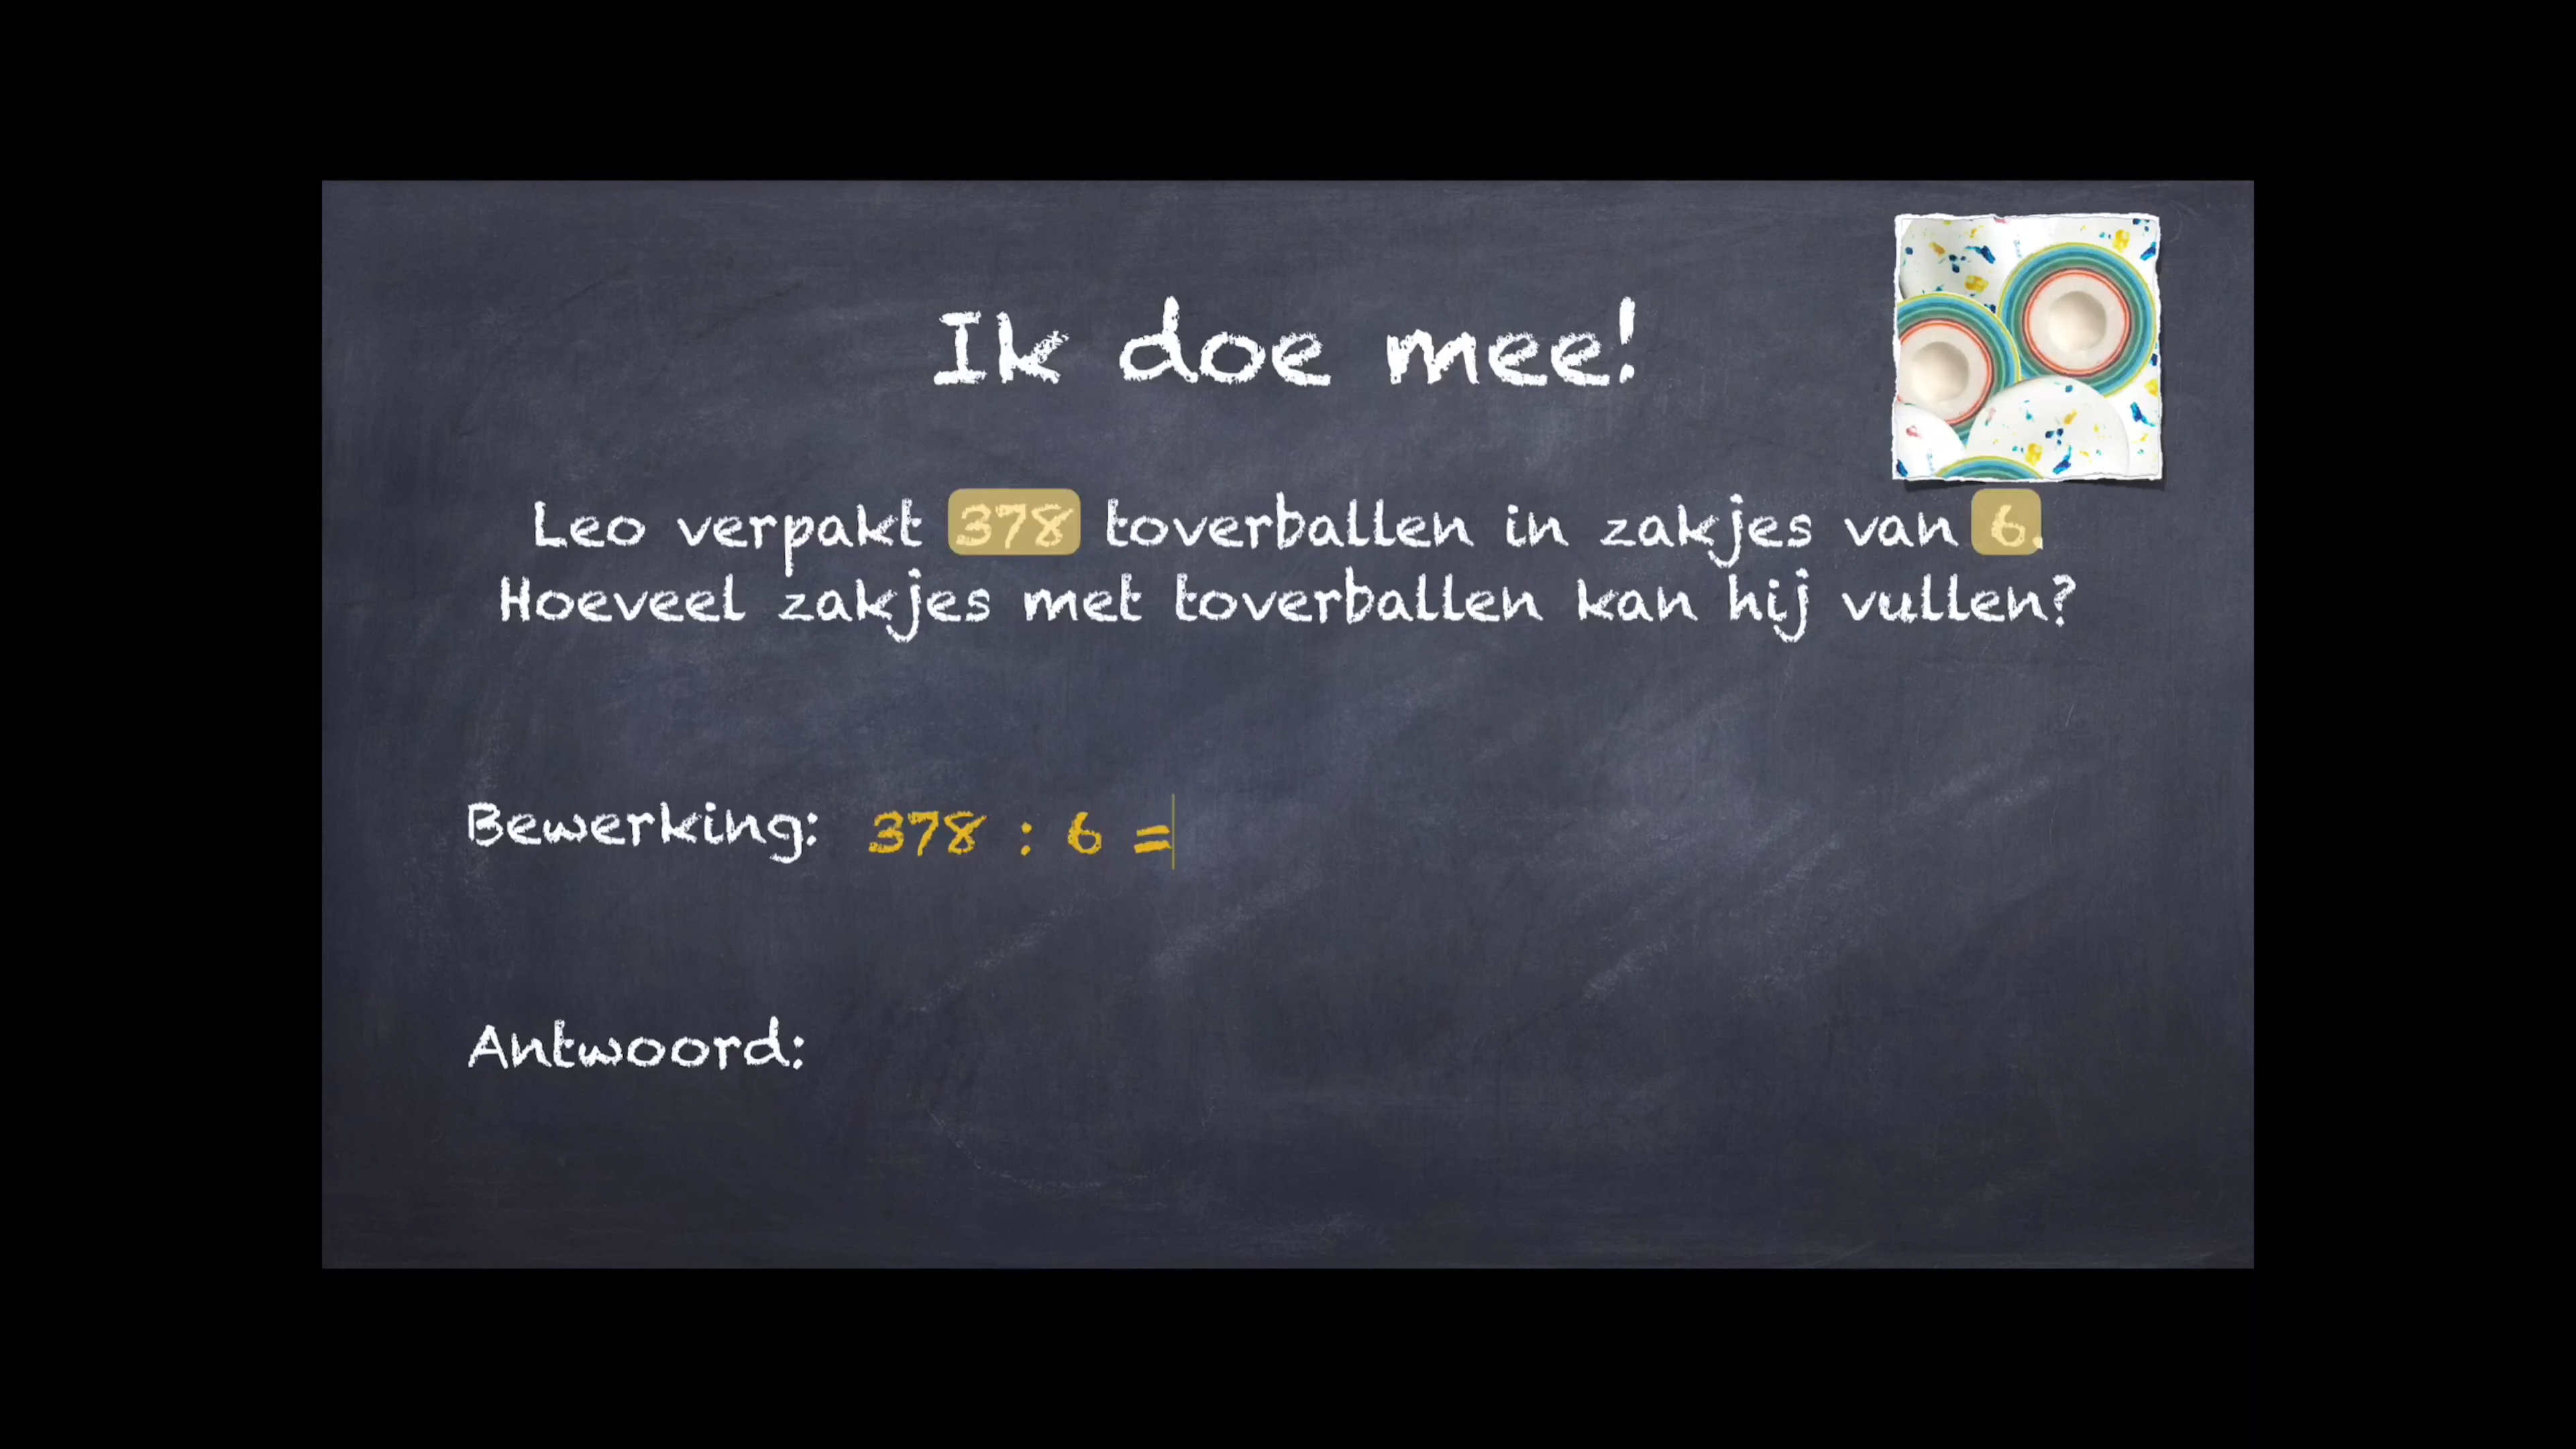 Ik doe mee!
Leo verpakt 378 toverballen in zakjes van 6.
Hoeveel zakjes met toverballen kan hij vullen?
Bewerking: 378 : 6 =
Antwoord: